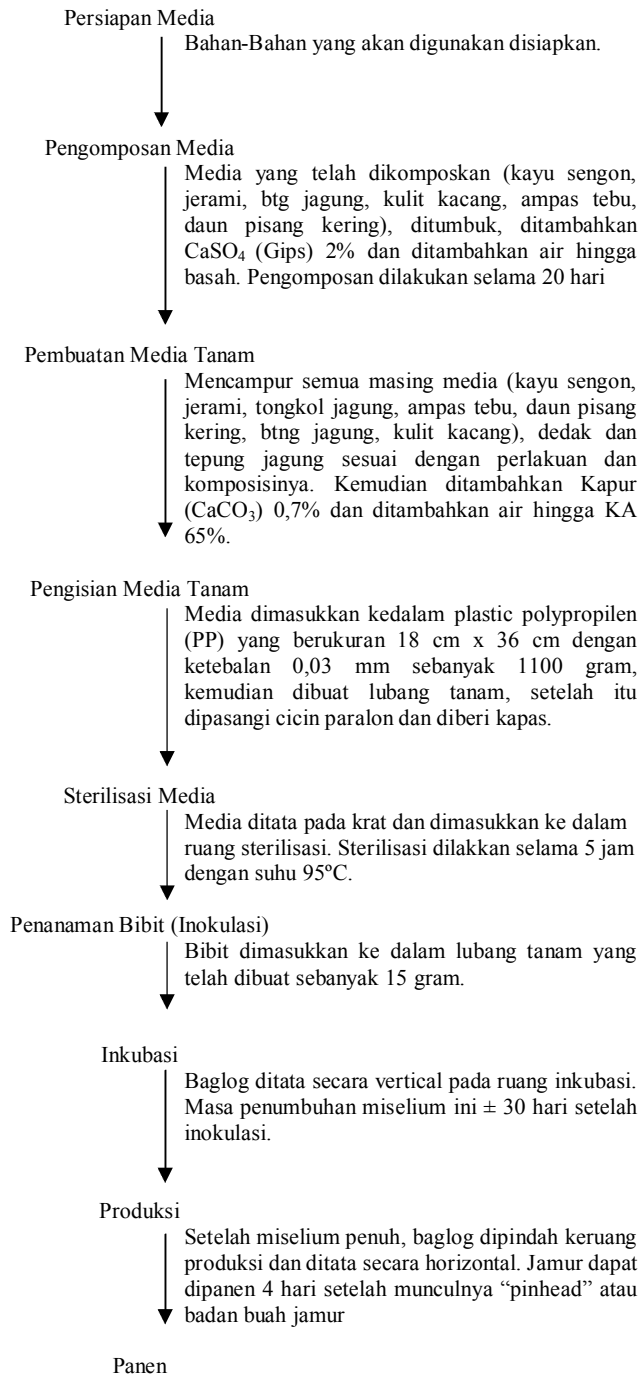 Persiapan Media
Bahan-Bahan yang akan digunakan disiapkan.
Pengomposan Media
Media yang telah dikomposkan (kayu sengon,
jerami, btg jagung, kulit kacang, ampas tebu,
daun pisang kering), ditumbuk, ditambahkan
CaSO₄ (Gips) 2% dan ditambahkan air hingga
basah. Pengomposan dilakukan selama 20 hari
Pembuatan Media Tanam
Mencampur semua masing media (kayu sengon,
jerami, tongkol jagung, ampas tebu, daun pisang
kering, btng jagung, kulit kacang), dedak dan
tepung jagung sesuai dengan perlakuan dan
komposisinya. Kemudian ditambahkan Kapur
(CaCO₃) 0,7% dan ditambahkan air hingga KA
65%.
Pengisian Media Tanam
Media dimasukkan kedalam plastic polypropilen
(PP) yang berukuran 18 cm x 36 cm dengan
ketebalan 0,03 mm sebanyak 1100 gram,
kemudian dibuat lubang tanam, setelah itu
dipasangi cicin paralon dan diberi kapas.
Sterilisasi Media
Media ditata pada krat dan dimasukkan ke dalam
ruang sterilisasi. Sterilisasi dilakkan selama 5 jam
dengan suhu 95ºC.
Penanaman Bibit (Inokulasi)
Bibit dimasukkan ke dalam lubang tanam yang
telah dibuat sebanyak 15 gram.
Inkubasi
Baglog ditata secara vertical pada ruang inkubasi.
Masa penumbuhan miselium ini ± 30 hari setelah
inokulasi.
Produksi
Setelah miselium penuh, baglog dipindah keruang
produksi dan ditata secara horizontal. Jamur dapat
dipanen 4 hari setelah munculnya “pinhead” atau
badan buah jamur
Panen